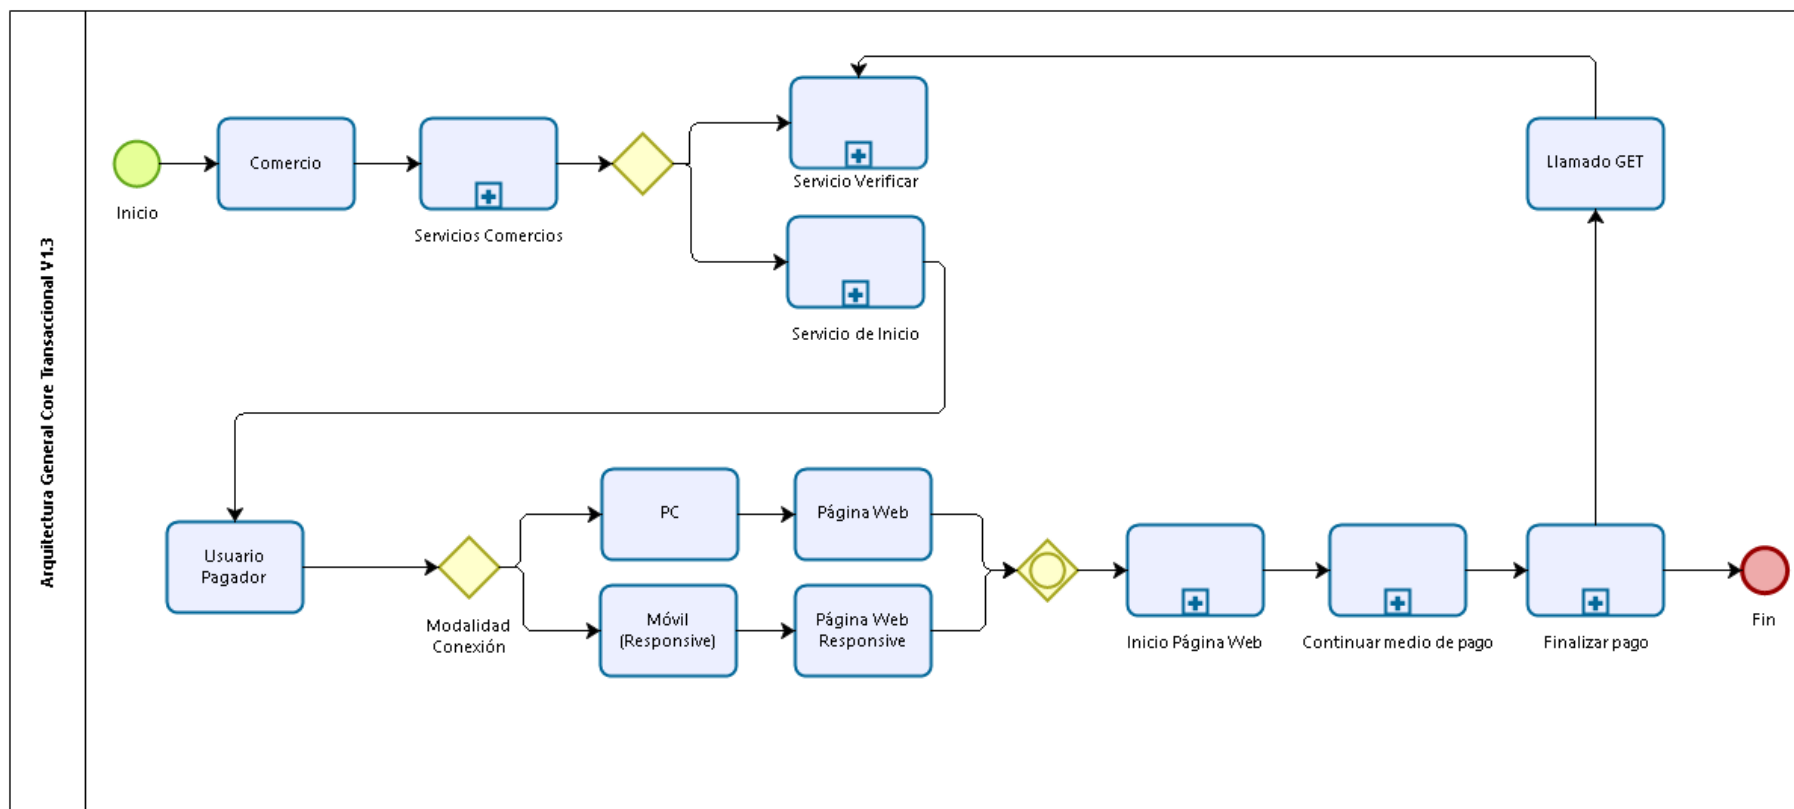 Arquitectura General Core Transaccional V1.3
Inicio
Comercio
Servicios Comercios
Servicio Verificar
Servicio de Inicio
Llamado GET
Usuario
Pagador
Modalidad
Conexión
PC
Página Web
Móvil
(Responsive)
Página Web
Responsive
Inicio Página Web
Continuar medio de pago
Finalizar pago
Fin